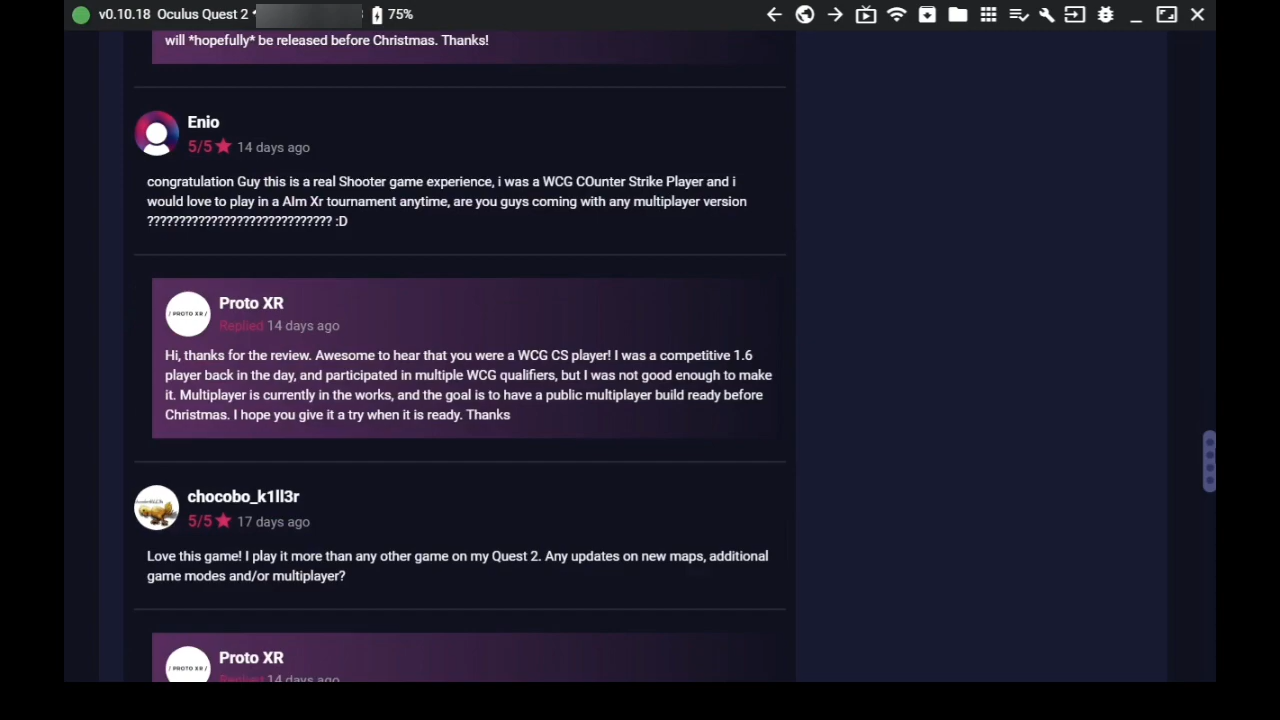 v0.10.18 Oculus Quest 2
75%
will *hopefully* be released before Christmas. Thanks!
Enio
5/5 14 days ago
congratulation Guy this is a real Shooter game experience, i was a WCG COunter Strike Player and i
would love to play in a AIm Xr tournament anytime, are you guys coming with any multiplayer version
????????????????????????????? :D
/ PROTO XR /
Proto XR
Replied 14 days ago
Hi, thanks for the review. Awesome to hear that you were a WCG CS player! I was a competitive 1.6
player back in the day, and participated in multiple WCG qualifiers, but I was not good enough to make
it. Multiplayer is currently in the works, and the goal is to have a public multiplayer build ready before
Christmas. I hope you give it a try when it is ready. Thanks
chocobo_k1ll3r
5/5 17 days ago
Love this game! I play it more than any other game on my Quest 2. Any updates on new maps, additional
game modes and/or multiplayer?
/ PROTO XR /
Proto XR
Replied 14 days ago